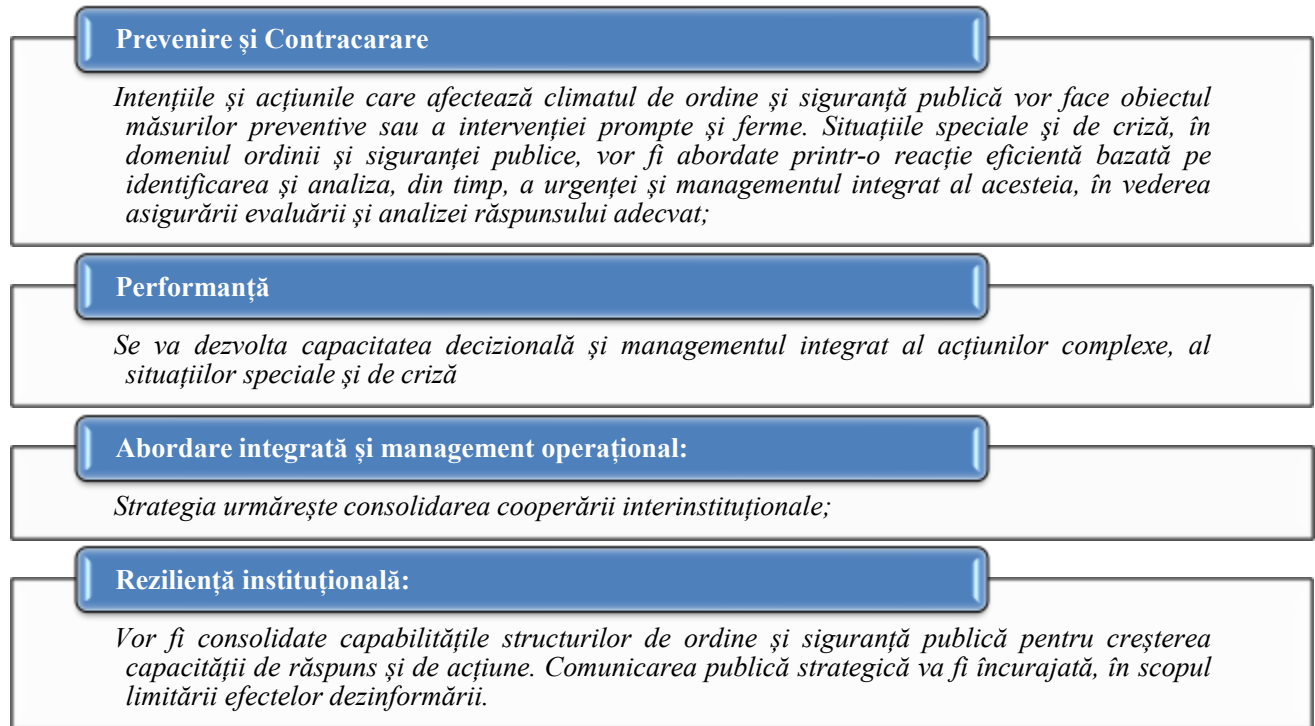 Prevenire și Contracarare
Intențiile și acțiunile care afectează climatul de ordine și siguranță publică vor face obiectul
măsurilor preventive sau a intervenției prompte și ferme. Situațiile speciale şi de criză, în
domeniul ordinii și siguranței publice, vor fi abordate printr-o reacție eficientă bazată pe
identificarea și analiza, din timp, a urgenței și managementul integrat al acesteia, în vederea
asigurării evaluării și analizei răspunsului adecvat;
Performanță
Se va dezvolta capacitatea decizională și managementul integrat al acțiunilor complexe, al
situațiilor speciale și de criză
Abordare integrată și management operațional:
Strategia urmărește consolidarea cooperării interinstituționale;
Reziliență instituțională:
Vor fi consolidate capabilitățile structurilor de ordine și siguranță publică pentru creșterea
capacității de răspuns și de acțiune. Comunicarea publică strategică va fi încurajată, în scopul
limitării efectelor dezinformării.